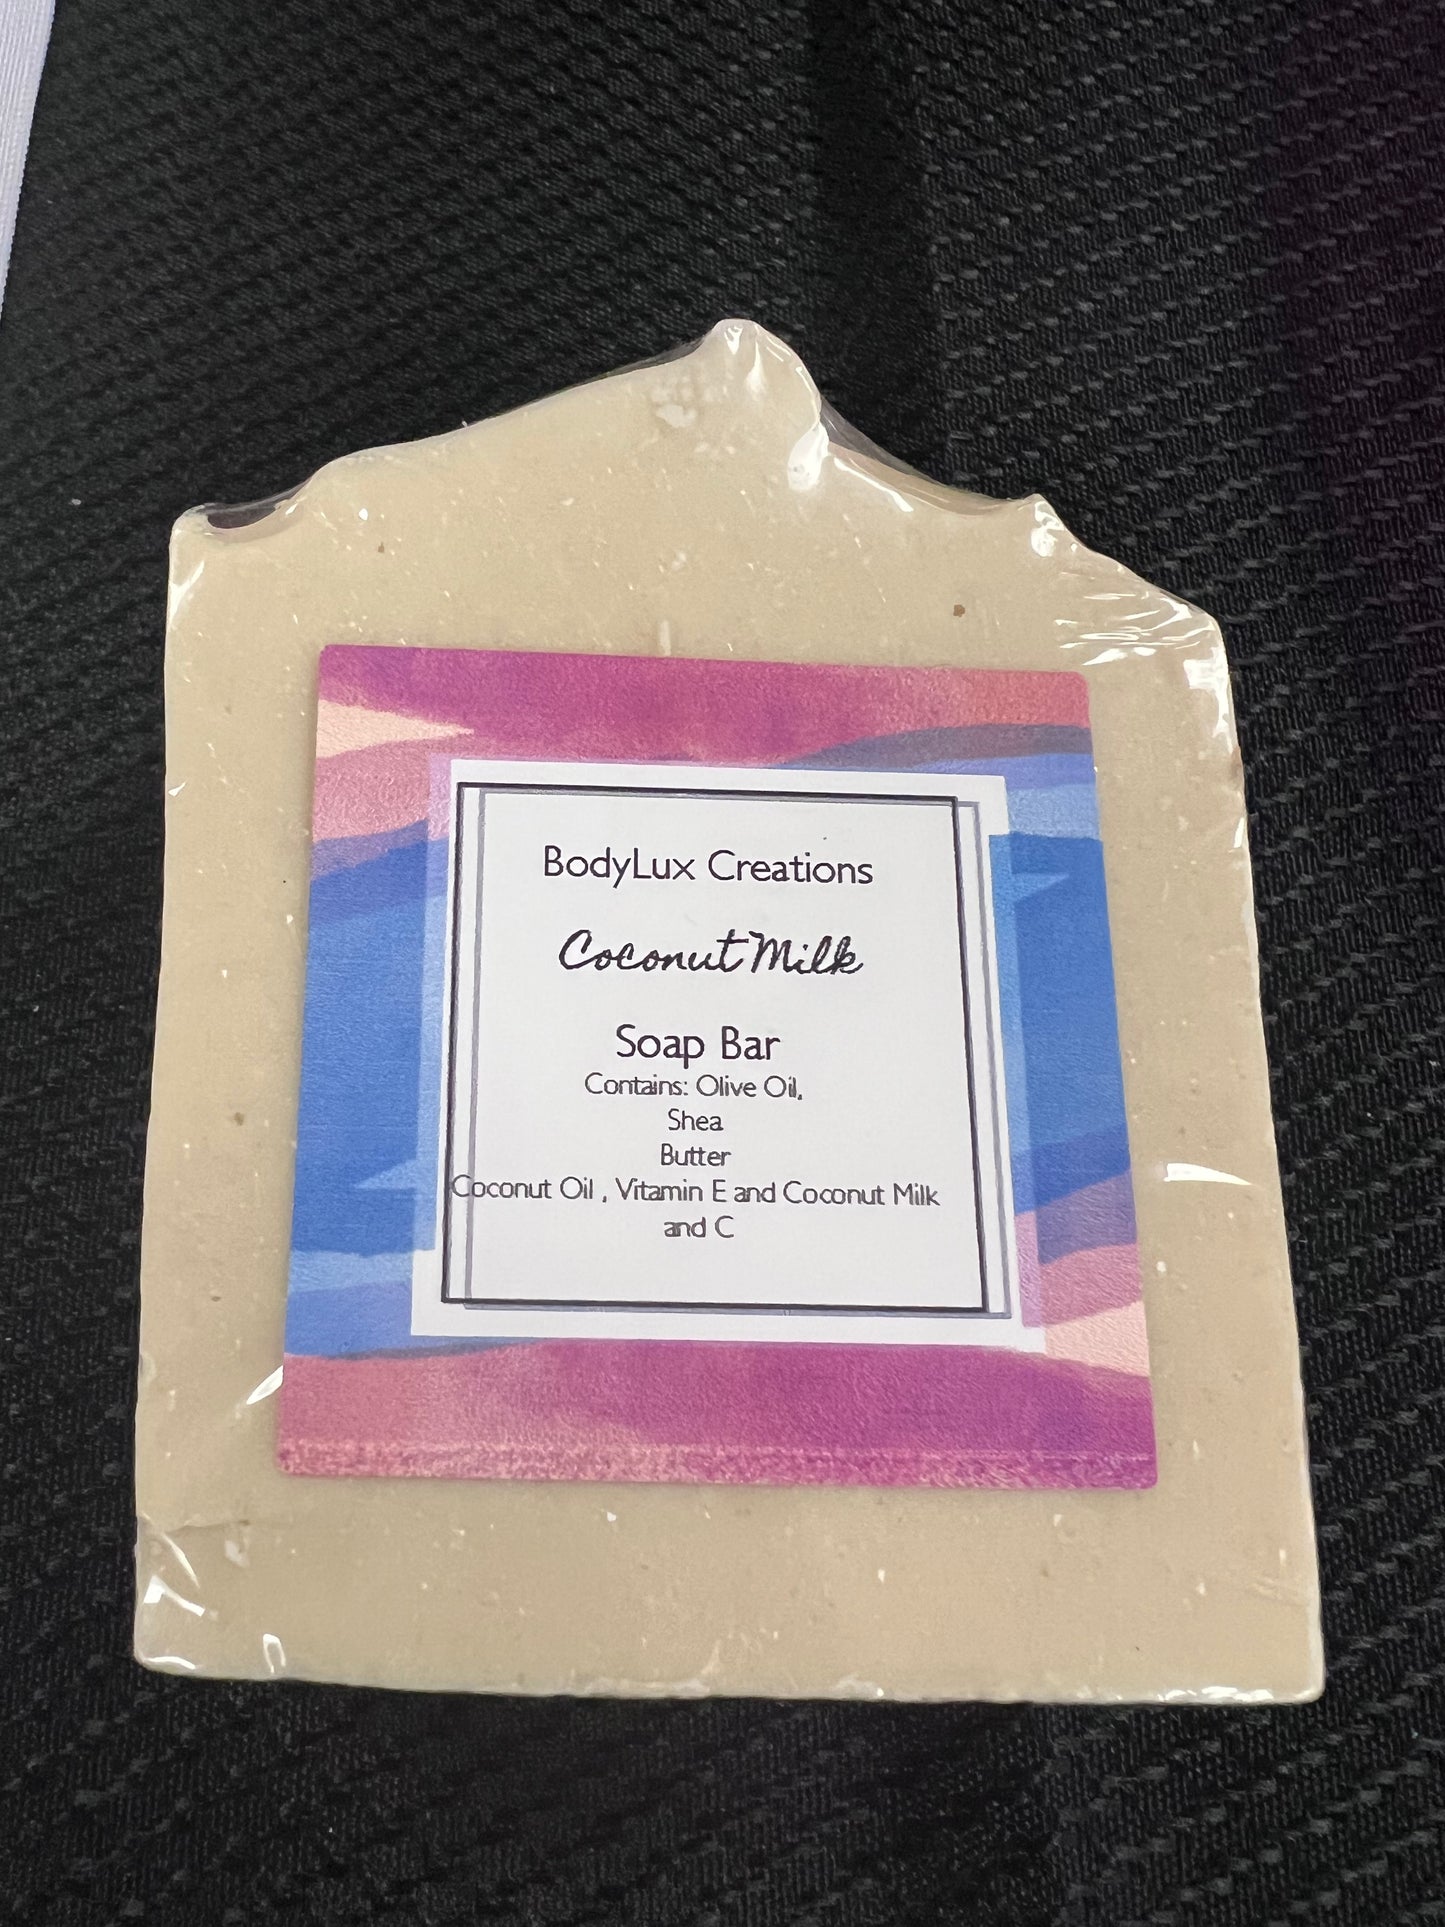 BodyLux Creations
Coconut Milk
Soap Bar
Contains: Olive Oil,
Shea
Butter
Coconut Oil , Vitamin E and Coconut Milk
and C